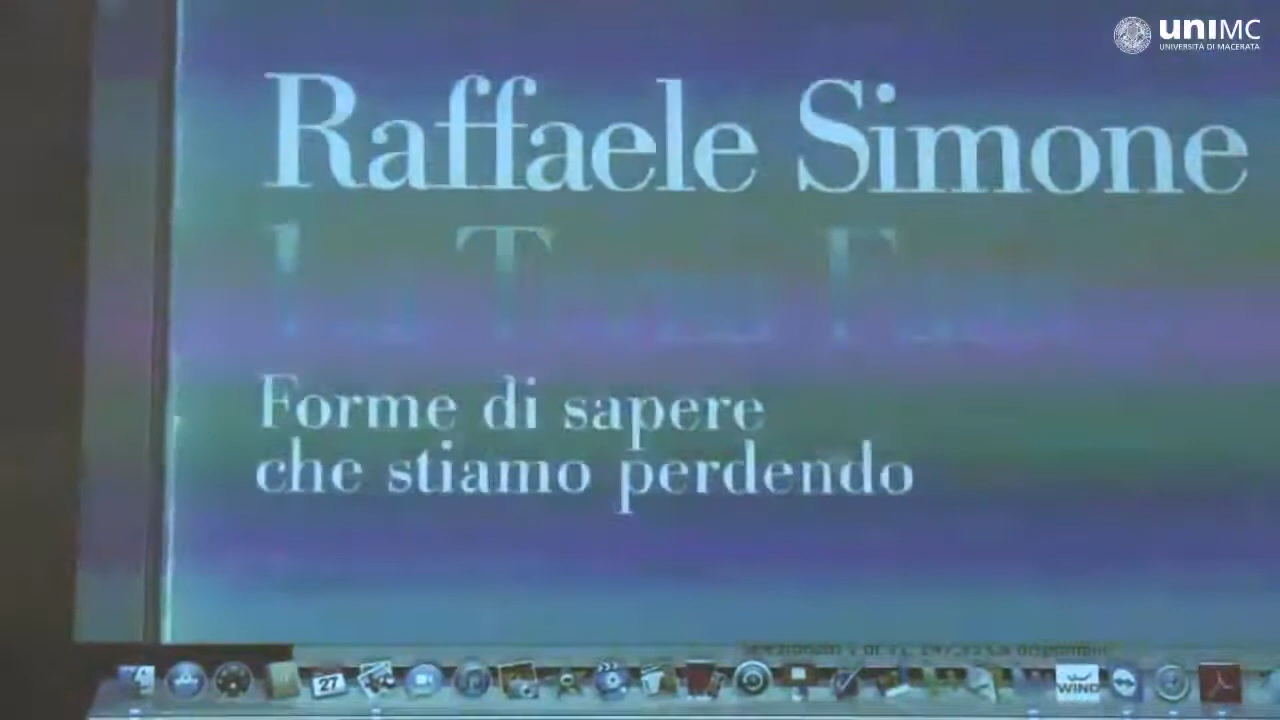 uniMC
UNIVERSITÀ DI MACERATA
Raffaele Simone
Forme di sapere
che stiamo perdendo
27
WIND